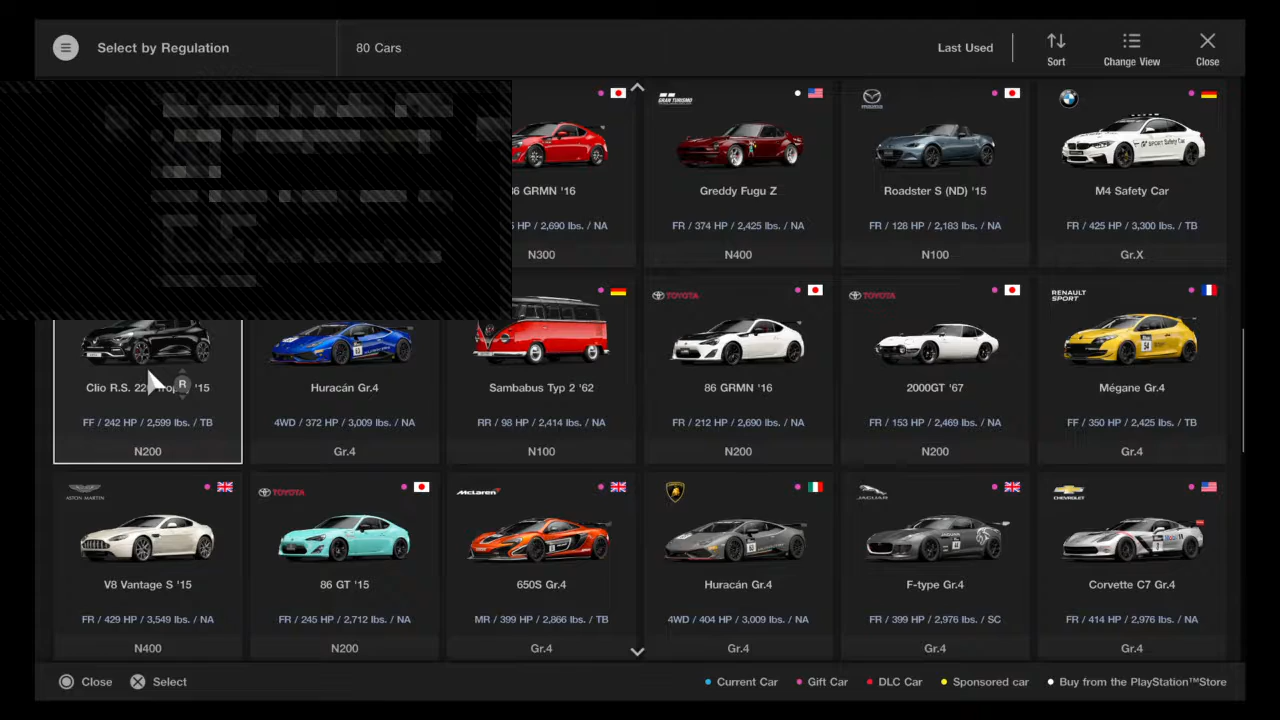 Select by Regulation
80 Cars
Last Used
Sort
Change View
Close
GRAN TURISMO
mazda
GRMN '16
Greddy Fugu Z
Roadster S (ND) '15
M4 Safety Car
HP / 2,690 lbs. / NA
FR / 374 HP / 2,425 lbs. / NA
FR / 128 HP / 2,183 lbs. / NA
FR / 425 HP / 3,300 lbs. / TB
N300
N400
N100
Gr.X
TOYOTA
TOYOTA
RENAULT SPORT
Clio R.S. '15
Huracán Gr.4
Sambabus Typ 2 '62
86 GRMN '16
2000GT '67
Mégane Gr.4
R
FF / 242 HP / 2,599 lbs. / TB
4WD / 372 HP / 3,009 lbs. / NA
RR / 98 HP / 2,414 lbs. / NA
FR / 212 HP / 2,690 lbs. / NA
FR / 153 HP / 2,469 lbs. / NA
FF / 350 HP / 2,425 lbs. / TB
N200
Gr.4
N100
N200
N200
Gr.4
ASTON MARTIN
TOYOTA
McLaren
JAGUAR
CHEVROLET
V8 Vantage S '15
86 GT '15
650S Gr.4
Huracán Gr.4
F-type Gr.4
Corvette C7 Gr.4
FR / 429 HP / 3,549 lbs. / NA
FR / 245 HP / 2,712 lbs. / NA
MR / 399 HP / 2,866 lbs. / TB
4WD / 404 HP / 3,009 lbs. / NA
FR / 399 HP / 2,976 lbs. / SC
FR / 414 HP / 2,976 lbs. / NA
N400
N200
Gr.4
Gr.4
Gr.4
Gr.4
Close
Select
Current Car
Gift Car
DLC Car
Sponsored car
Buy from the PlayStation™Store